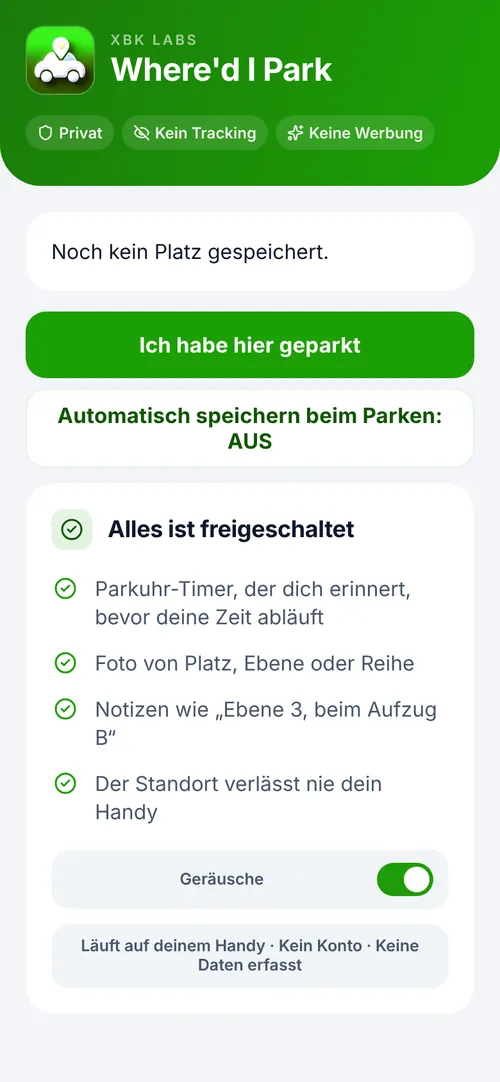 XBK LABS
Where'd I Park
Privat
Kein Tracking
Keine Werbung
Noch kein Platz gespeichert.
Ich habe hier geparkt
Automatisch speichern beim Parken:
AUS
Alles ist freigeschaltet
Parkuhr-Timer, der dich erinnert,
bevor deine Zeit abläuft
Foto von Platz, Ebene oder Reihe
Notizen wie „Ebene 3, beim Aufzug
B“
Der Standort verlässt nie dein
Handy
Geräusche
Läuft auf deinem Handy · Kein Konto · Keine
Daten erfasst